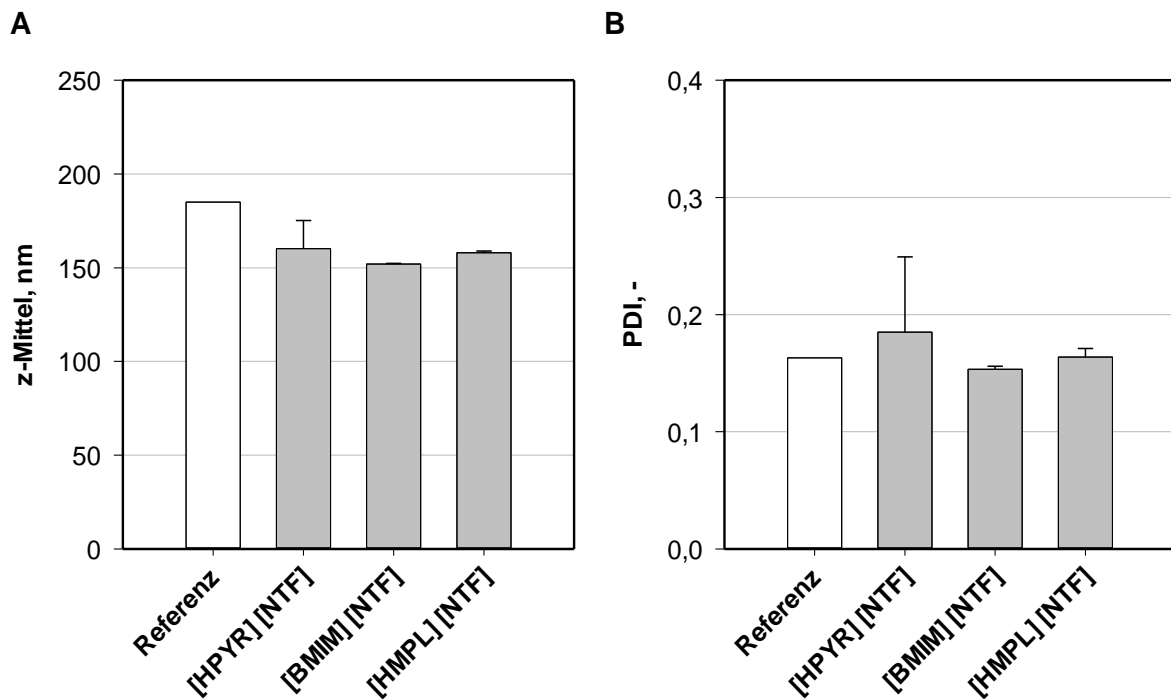 A
z-Mittel, nm
250
200
150
100
50
0
Referenz
[HPYR] [NTF]
[BMIM] [NTF]
[HMPL] [NTF]
B
PDI, -
0,4
0,3
0,2
0,1
0,0
Referenz
[HPYR] [NTF]
[BMIM] [NTF]
[HMPL] [NTF]